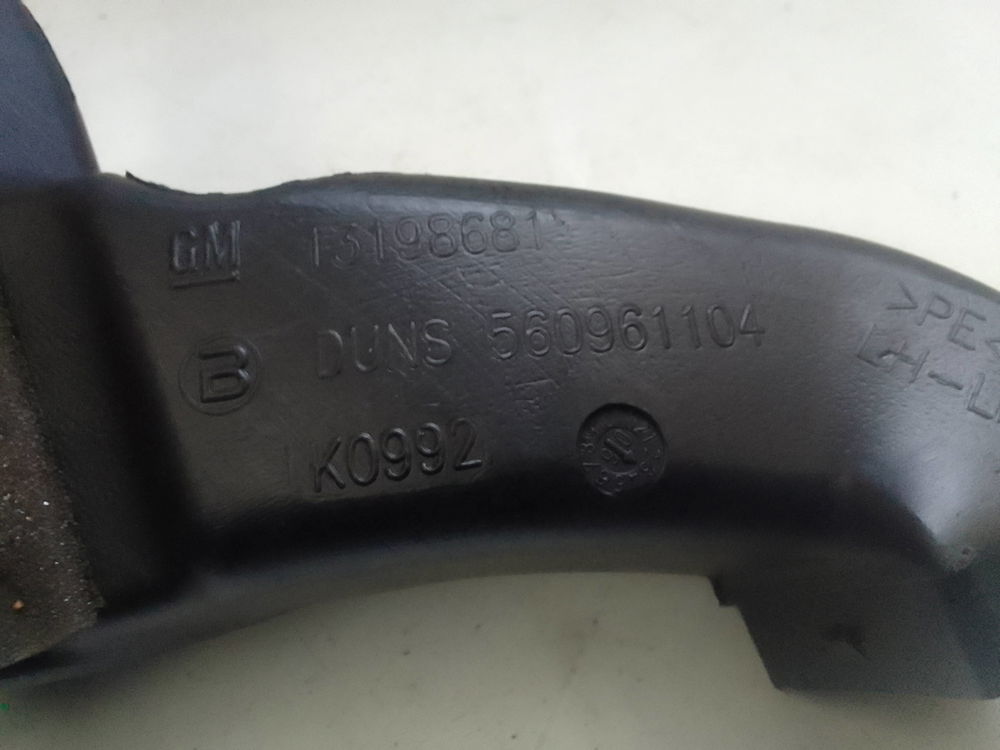 GM 13198681
DUNS 560961104
B
K0992
>PE<
LH-L